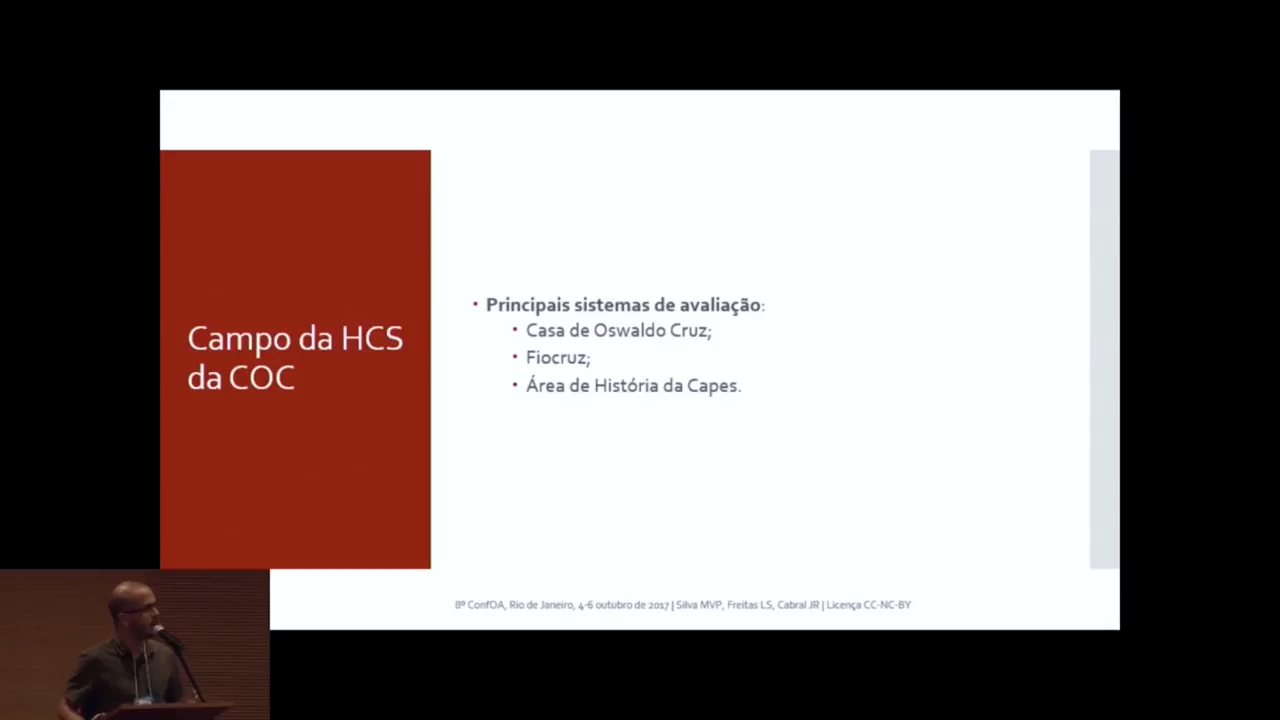 Campo da HCS
da COC
• Principais sistemas de avaliação:
• Casa de Oswaldo Cruz;
• Fiocruz;
• Área de História da Capes.
8º ConfOA, Rio de Janeiro, 4-6 outubro de 2017 | Silva MVP, Freitas LS, Cabral JR | Licença CC-NC-BY